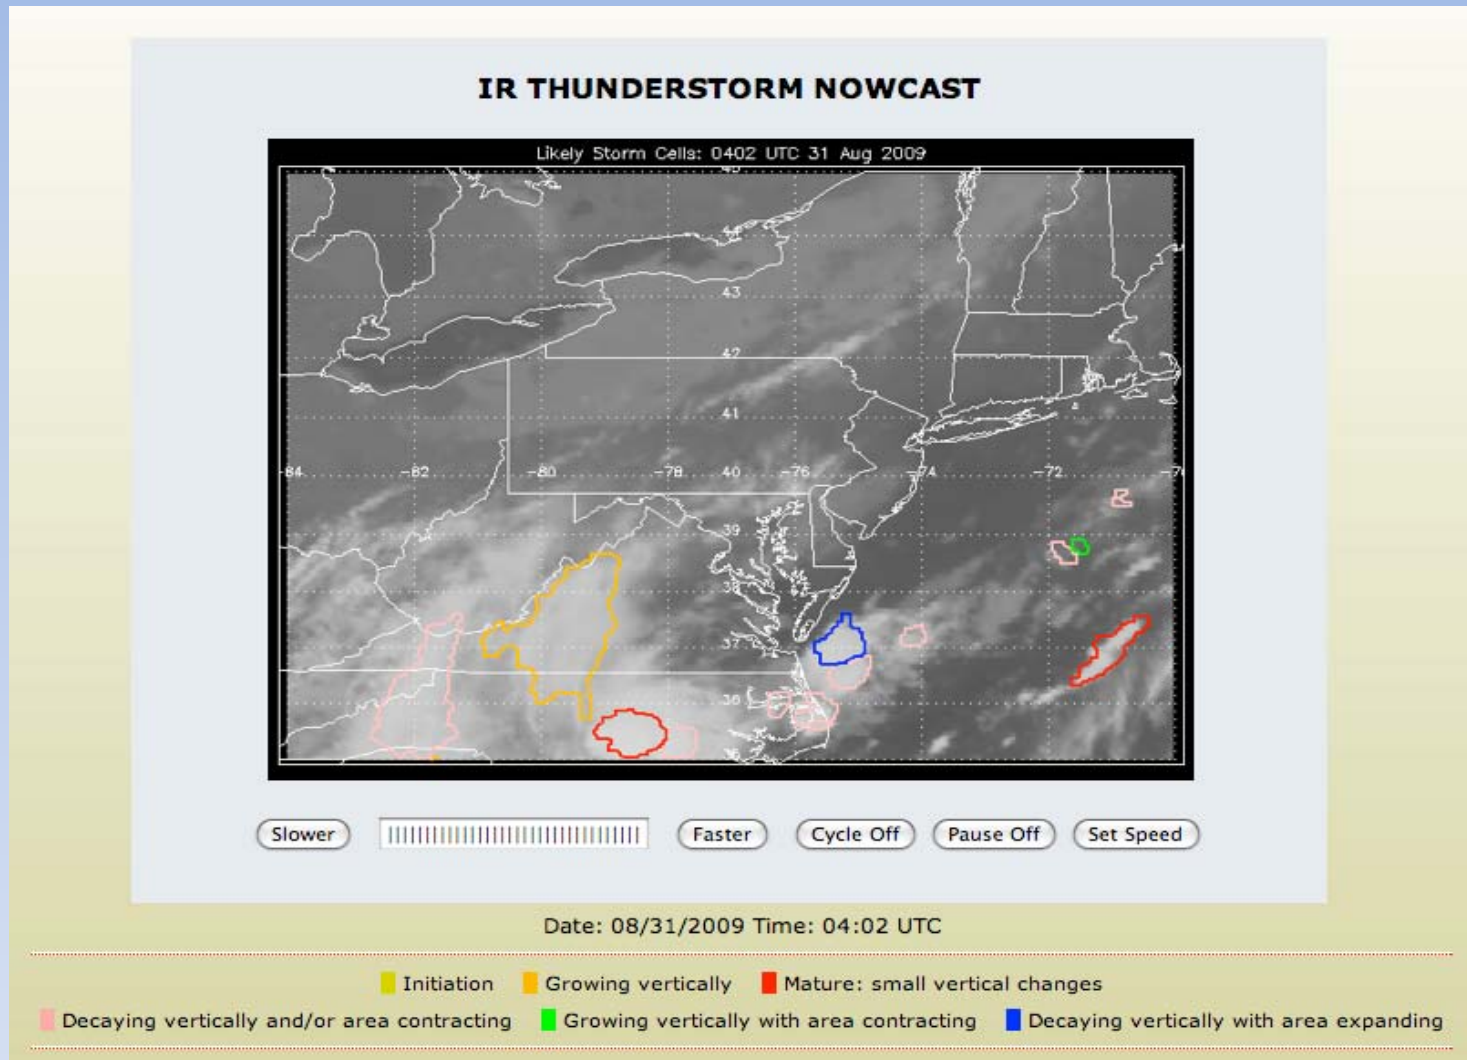 IR THUNDERSTORM NOWCAST
Likely Storm Cells: 0402 UTC 31 Aug 2009
44
43
42
41
-84 -82 -80 -78 40 -76 -74 -72
39
37
36
Slower Faster Cycle Off Pause Off Set Speed
Date: 08/31/2009 Time: 04:02 UTC
Initiation Growing vertically Mature: small vertical changes
Decaying vertically and/or area contracting Growing vertically with area contracting Decaying vertically with area expanding